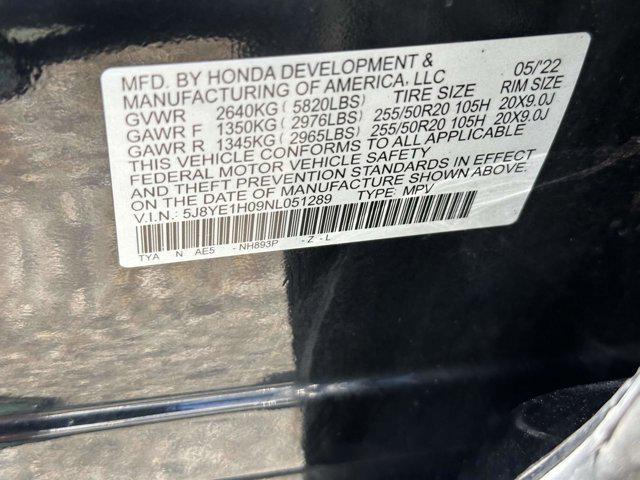 MFD. BY HONDA DEVELOPMENT & 05/'22
MANUFACTURING OF AMERICA, LLC
TIRE SIZE RIM SIZE
GVWR 2640KG ( 5820LBS)
GAWR F 1350KG ( 2976LBS) 255/50R20 105H 20X9.0J
GAWR R 1345KG ( 2965LBS) 255/50R20 105H 20X9.0J
THIS VEHICLE CONFORMS TO ALL APPLICABLE
FEDERAL MOTOR VEHICLE SAFETY
AND THEFT PREVENTION STANDARDS IN EFFECT
ON THE DATE OF MANUFACTURE SHOWN ABOVE.
V.I.N.: 5J8YE1H09NL051289 TYPE: MPV
TYA N AE5 - NH893P - Z - L